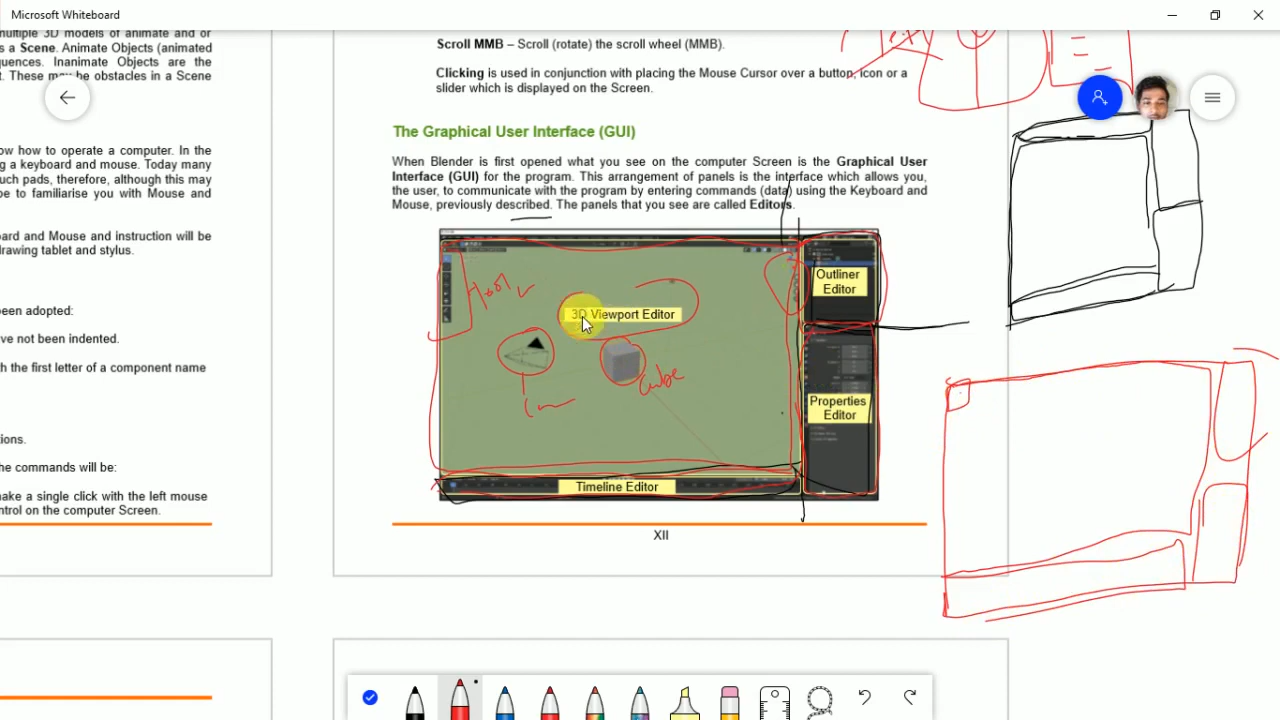 Microsoft Whiteboard
multiple 3D models of animate and or
s a Scene. Animate Objects (animated
quences. Inanimate Objects are the
t. These may be obstacles in a Scene
ow how to operate a computer. In the
ng a keyboard and mouse. Today many
uch pads, therefore, although this may
be to familiarise you with Mouse and
oard and Mouse and instruction will be
drawing tablet and stylus.
been adopted:
ve not been indented.
h the first letter of a component name
ions.
he commands will be:
make a single click with the left mouse
ontrol on the computer Screen.
Scroll MMB – Scroll (rotate) the scroll wheel (MMB).
Clicking is used in conjunction with placing the Mouse Cursor over a button, icon or a
slider which is displayed on the Screen.
The Graphical User Interface (GUI)
When Blender is first opened what you see on the computer Screen is the Graphical User
Interface (GUI) for the program. This arrangement of panels is the interface which allows you,
the user, to communicate with the program by entering commands (data) using the Keyboard and
Mouse, previously described. The panels that you see are called Editors.
Outliner
Editor
Tool
3D Viewport Editor
Cube
Properties
Editor
Timeline Editor
XII